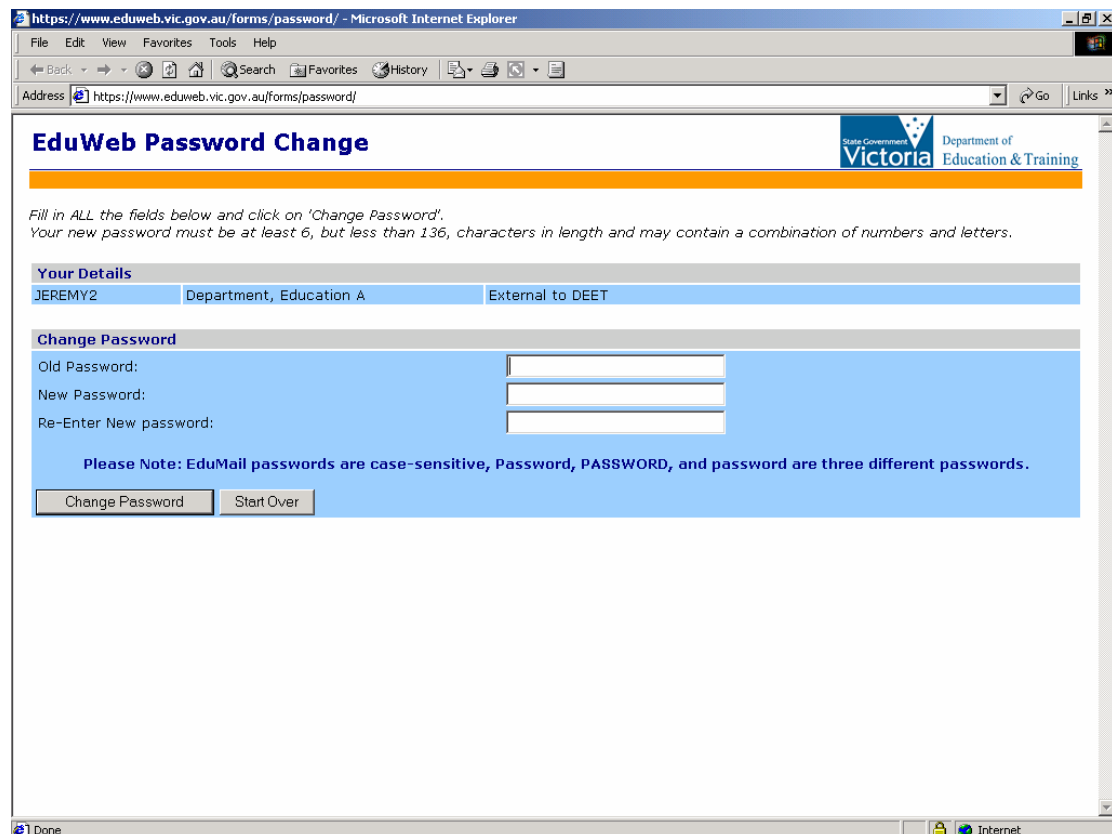 https://www.eduweb.vic.gov.au/forms/password/ - Microsoft Internet Explorer
File Edit View Favorites Tools Help
Back Search Favorites History
Address https://www.eduweb.vic.gov.au/forms/password/ Go Links »
EduWeb Password Change
State Government
Victoria
Department of
Education & Training
Fill in ALL the fields below and click on 'Change Password'.
Your new password must be at least 6, but less than 136, characters in length and may contain a combination of numbers and letters.
Your Details
JEREMY2 Department, Education A External to DEET
Change Password
Old Password:
New Password:
Re-Enter New password:
Please Note: EduMail passwords are case-sensitive, Password, PASSWORD, and password are three different passwords.
Change Password Start Over
Done Internet